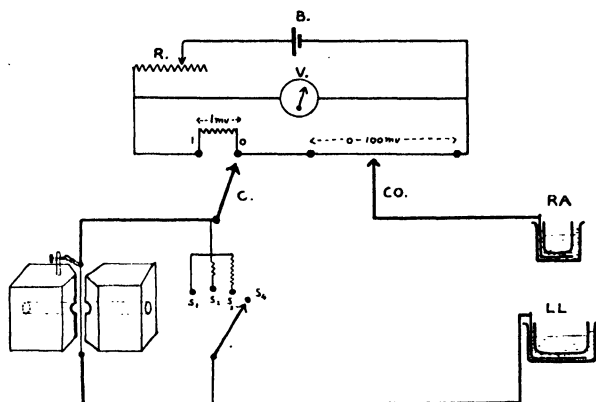 B.
R.
V.
1mv
1
0
0-100mv
C.
CO.
RA
S₁
S₂
S₃
S₄
LL